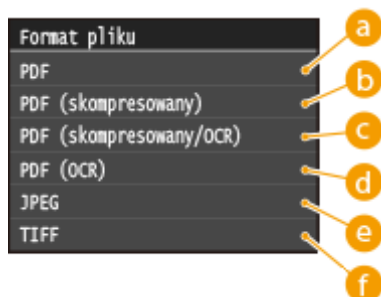 Format pliku
PDF
a
PDF (skompresowany)
b
PDF (skompresowany/OCR)
c
PDF (OCR)
d
JPEG
e
TIFF
f